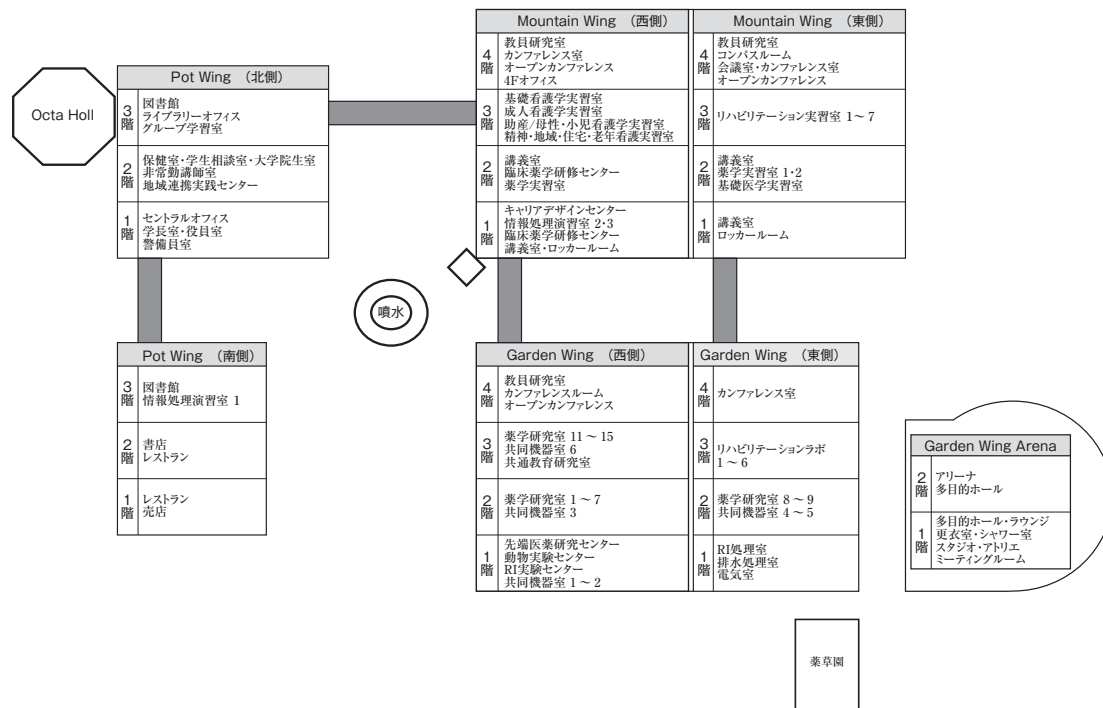 Octa Holl
Pot Wing （北側）
3階
図書館
ライブラリーオフィス
グループ学習室
2階
保健室・学生相談室・大学院生室
非常勤講師室
地域連携実践センター
1階
セントラルオフィス
学長室・役員室
警備員室
Mountain Wing （西側）
4階
教員研究室
カンファレンス室
オープンカンファレンス
4Fオフィス
3階
基礎看護学実習室
成人看護学実習室
助産/母性・小児看護学実習室
精神・地域・住宅・老年看護実習室
2階
講義室
臨床薬学研修センター
薬学実習室
1階
キャリアデザインセンター
情報処理演習室 2・3
臨床薬学研修センター
講義室・ロッカールーム
Mountain Wing （東側）
4階
教員研究室
コンパスルーム
会議室・カンファレンス室
オープンカンファレンス
3階
リハビリテーション実習室 1～7
2階
講義室
薬学実習室 1・2
基礎医学実習室
1階
講義室
ロッカールーム
噴水
Pot Wing （南側）
3階
図書館
情報処理演習室 1
2階
書店
レストラン
1階
レストラン
売店
Garden Wing （西側）
4階
教員研究室
カンファレンスルーム
オープンカンファレンス
3階
薬学研究室 11～15
共同機器室 6
共通教育研究室
2階
薬学研究室 1～7
共同機器室 3
1階
先端医薬研究センター
動物実験センター
RI実験センター
共同機器室 1～2
Garden Wing （東側）
4階
カンファレンス室
3階
リハビリテーションラボ
1～6
2階
薬学研究室 8～9
共同機器室 4～5
1階
RI処理室
排水処理室
電気室
Garden Wing Arena
2階
アリーナ
多目的ホール
1階
多目的ホール・ラウンジ
更衣室・シャワー室
スタジオ・アトリエ
ミーティングルーム
薬草園